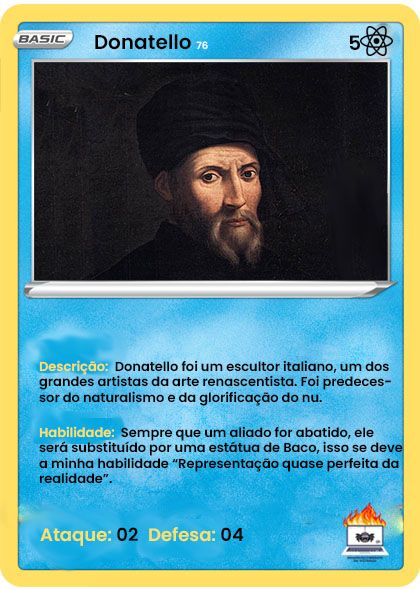 BASIC Donatello 76 5
Descrição: Donatello foi um escultor italiano, um dos
grandes artistas da arte renascentista. Foi predeces-
sor do naturalismo e da glorificação do nu.
Habilidade: Sempre que um aliado for abatido, ele
será substituído por uma estátua de Baco, isso se deve
a minha habilidade “Representação quase perfeita da
realidade”.
Ataque: 02 Defesa: 04